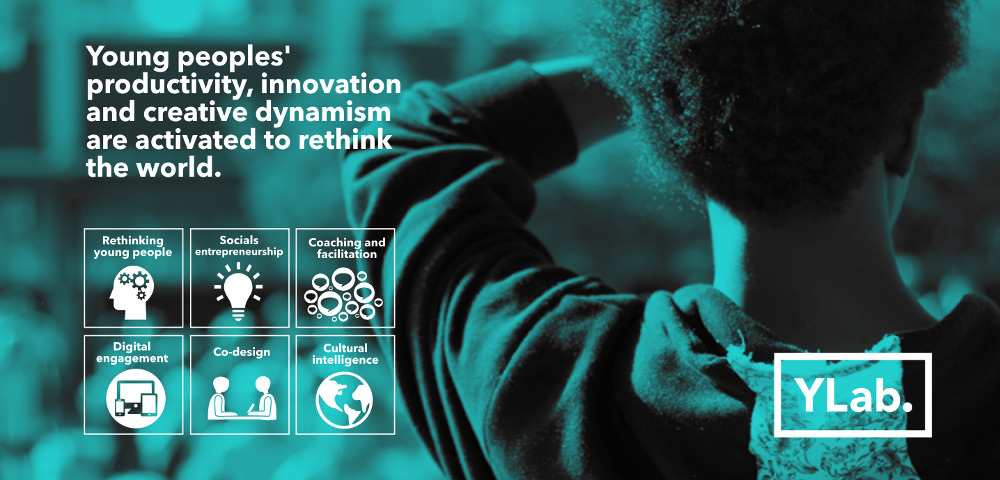 Young peoples'
productivity, innovation
and creative dynamism
are activated to rethink
the world.
Rethinking
young people
Socials
entrepreneurship
Coaching and
facilitation
Digital
engagement
Co-design
Cultural
intelligence
YLab.